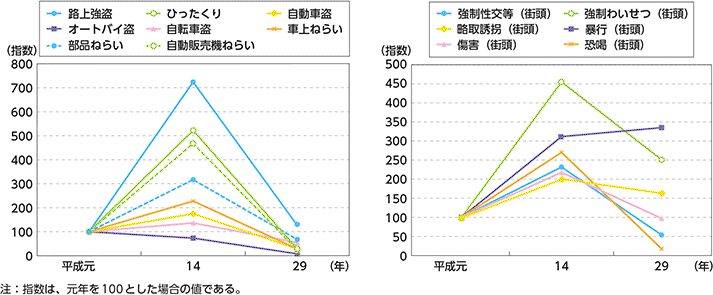 路上強盗 ひったくり 自動車盗
オートバイ盗 自転車盗 車上ねらい
部品ねらい 自動販売機ねらい
(指数)
800
700
600
500
400
300
200
100
0
平成元 14 29 (年)
強制性交等(街頭) 強制わいせつ(街頭)
略取誘拐(街頭) 暴行(街頭)
傷害(街頭) 恐喝(街頭)
(指数)
500
450
400
350
300
250
200
150
100
50
0
平成元 14 29 (年)
注:指数は、元年を100とした場合の値である。